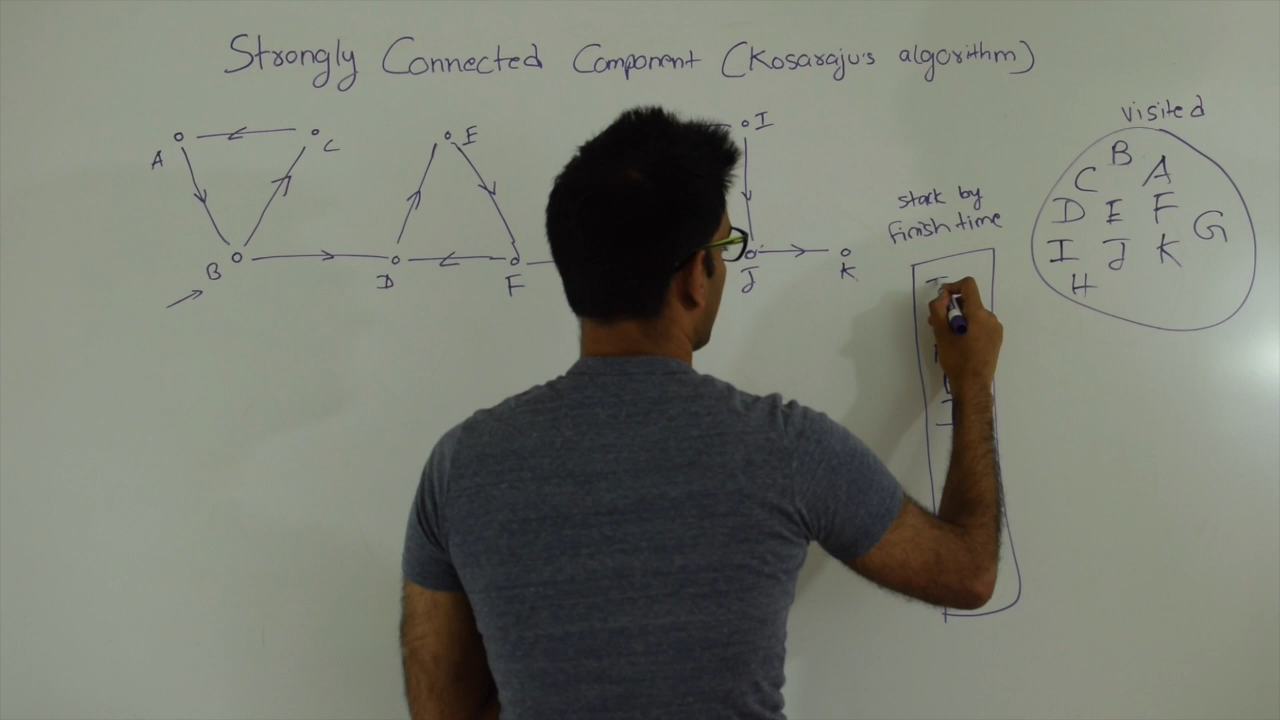 Strongly Connected Component (Kosaraju's algorithm)
A
C
E
I
B
D
F
J
K
stack by
finish time
visited
B
C A
D E F
G
I J K
H